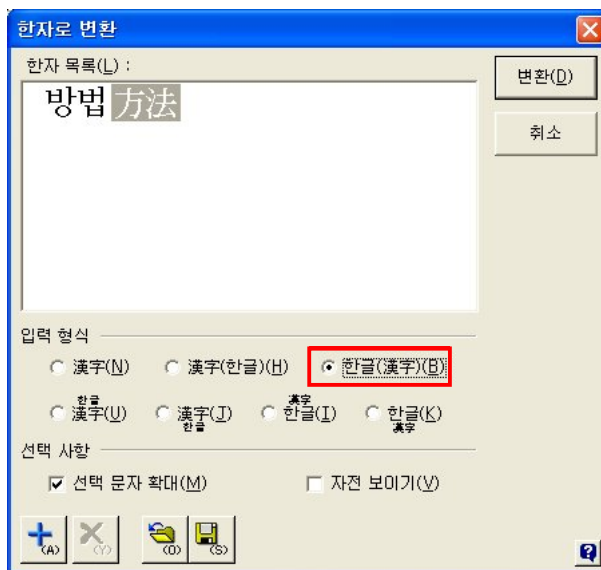 한자로 변환
한자 목록(L) :
변환(D)
방법 方法
취소
입력 형식
漢字(N) 漢字(한글)(H) 한글(漢字)(B)
한글 漢字(U) 漢字(J) 한글 漢字 한글(I) 한글(K) 漢字
선택 사항
선택 문자 확대(M) 자전 보이기(V)
(A) (Y) (O) (S)